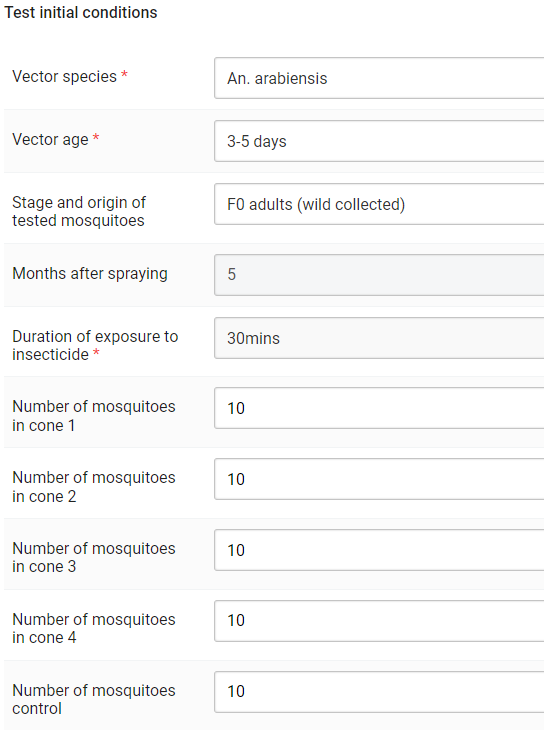 Test initial conditions
Vector species *
An. arabiensis
Vector age *
3-5 days
Stage and origin of
tested mosquitoes
F0 adults (wild collected)
Months after spraying
5
Duration of exposure to
insecticide *
30mins
Number of mosquitoes
in cone 1
10
Number of mosquitoes
in cone 2
10
Number of mosquitoes
in cone 3
10
Number of mosquitoes
in cone 4
10
Number of mosquitoes
control
10